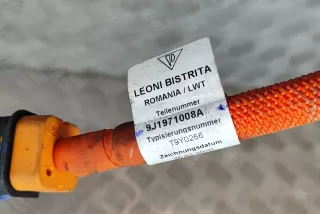 LEONI BISTRITA
ROMANIA / LWT
Teilenummer
9J1971008A
Typisierungsnummer
T9Y0266
Zeichnungsdatum